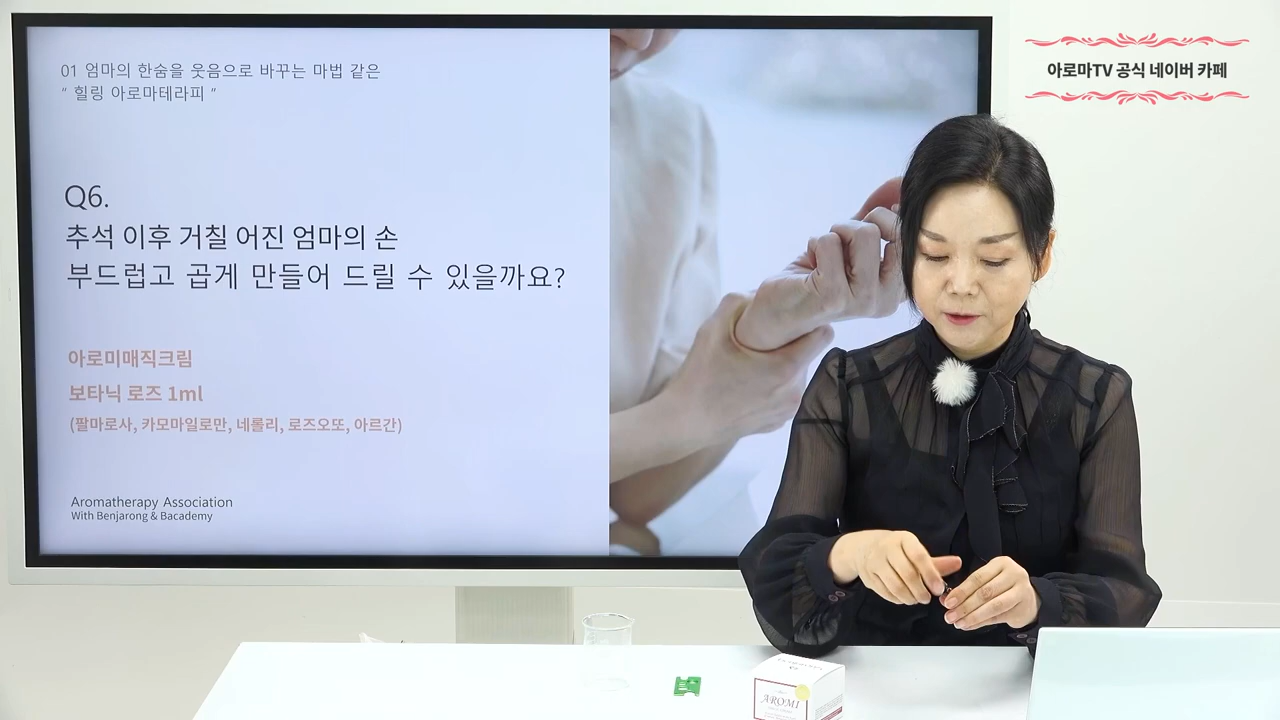 01 엄마의 한숨을 웃음으로 바꾸는 마법 같은
" 힐링 아로마테라피 "
아로마TV 공식 네이버 카페
Q6.
추석 이후 거칠 어진 엄마의 손
부드럽고 곱게 만들어 드릴 수 있을까요?
아로미매직크림
보타닉 로즈 1ml
(팔마로사, 카모마일로만, 네롤리, 로즈오또, 아르간)
Aromatherapy Association
With Benjarong & Bacademy
AROMI